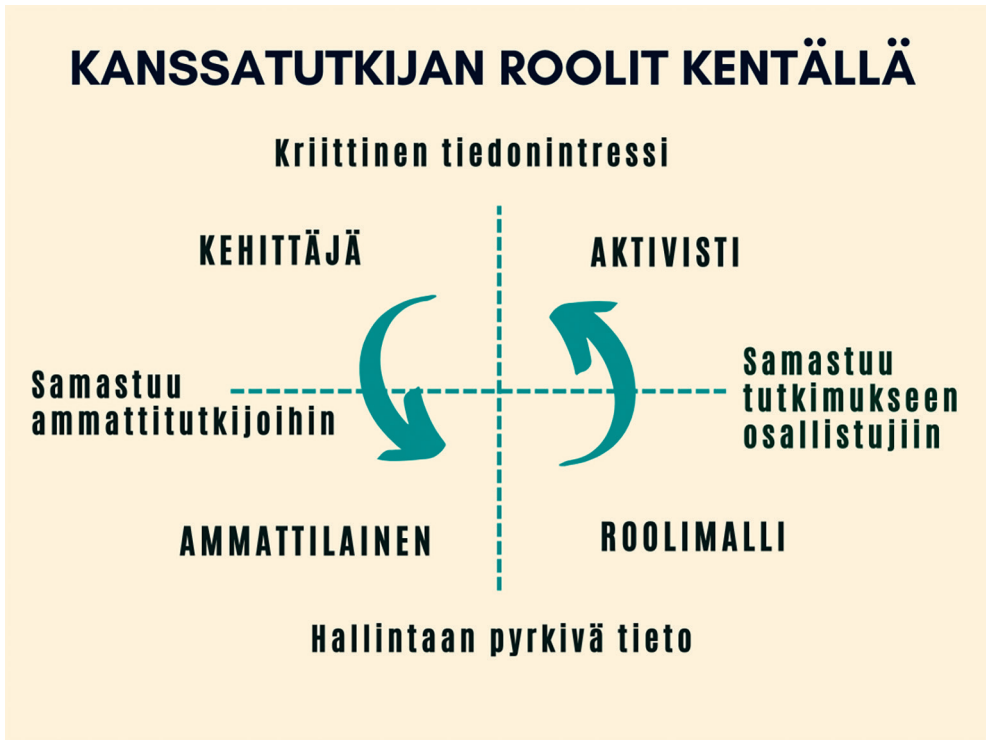 KANSSATUTKIJAN ROOLIT KENTÄLLÄ
Kriittinen tiedonintressi
KEHITTÄJÄ
AKTIVISTI
Samastuu
ammattitutkijoihin
Samastuu
tutkimukseen
osallistujiin
AMMATTILAINEN
ROOLIMALLI
Hallintaan pyrkivä tieto